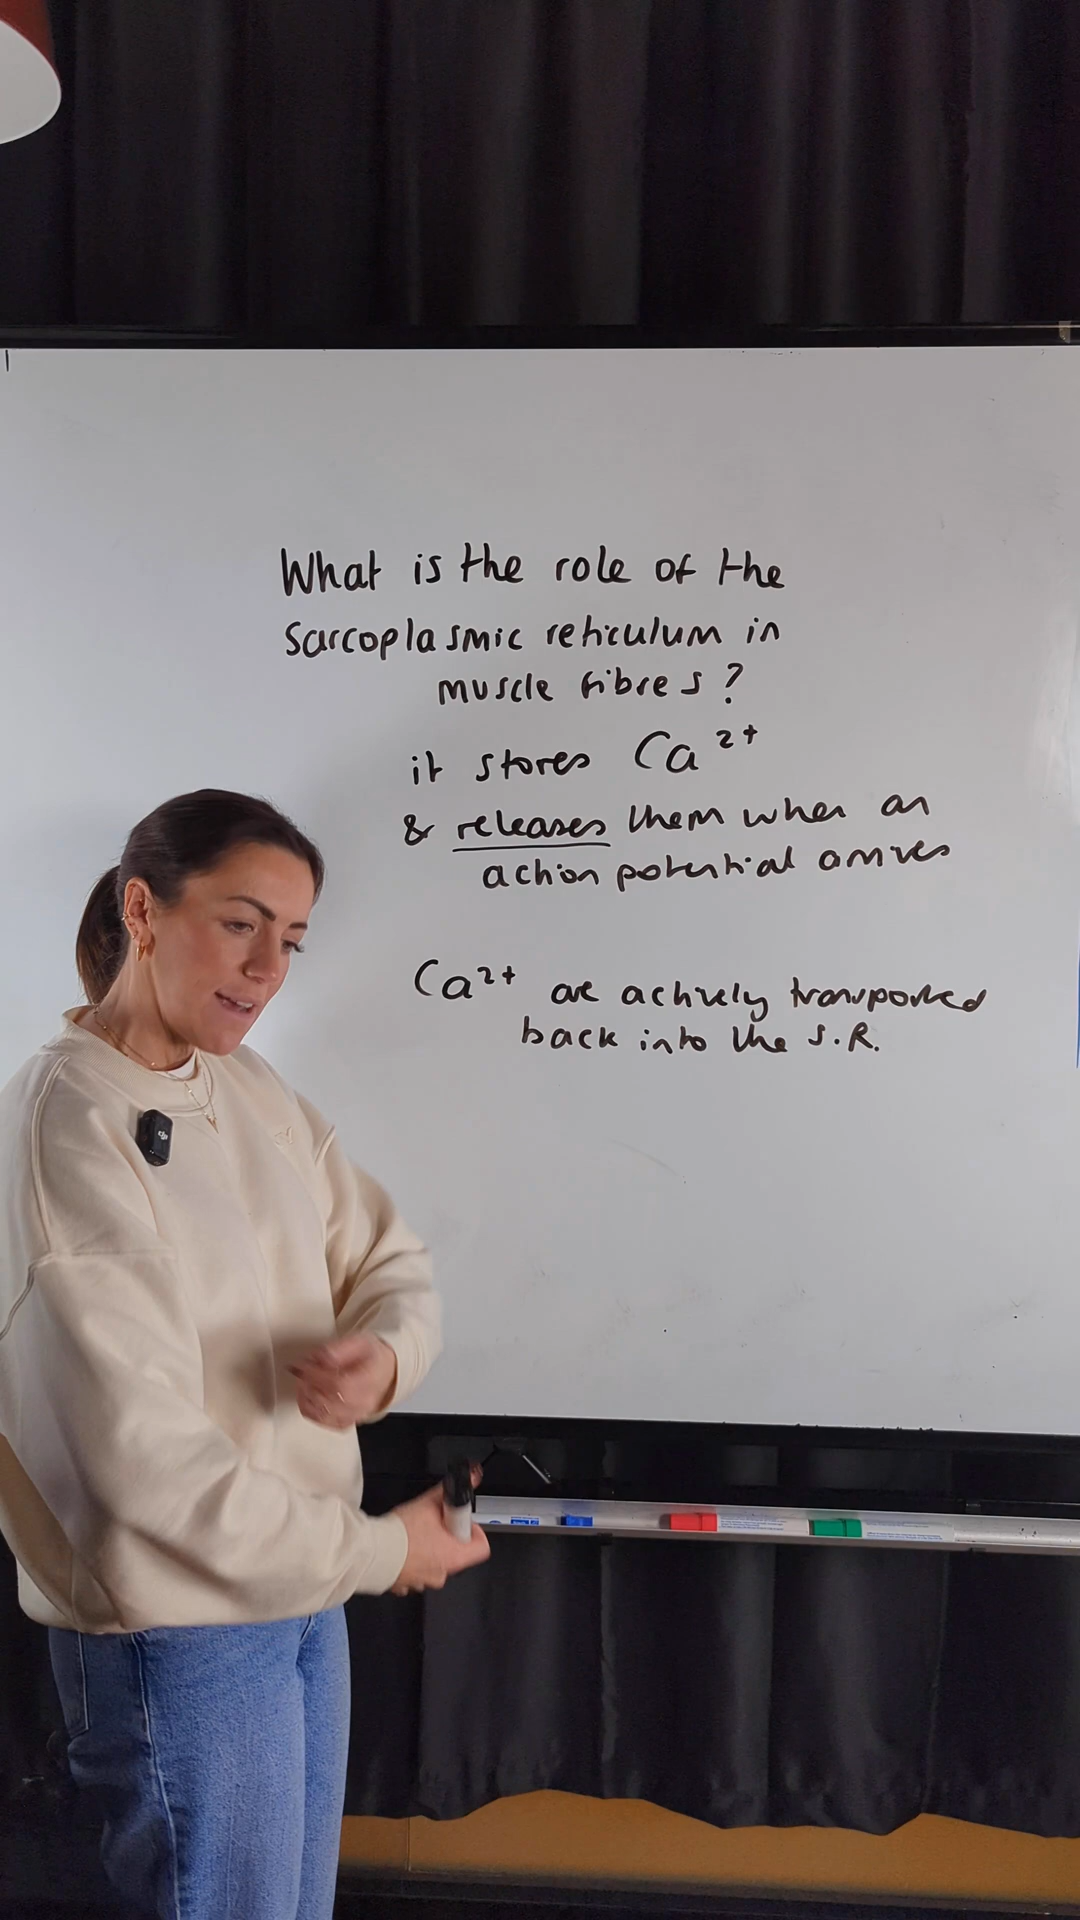 What is the role of the
sarcoplasmic reticulum in
muscle fibres?
it stores Ca²⁺
& releases them when an
action potential arrives
Ca²⁺ are actively transported
back into the S.R.
dji